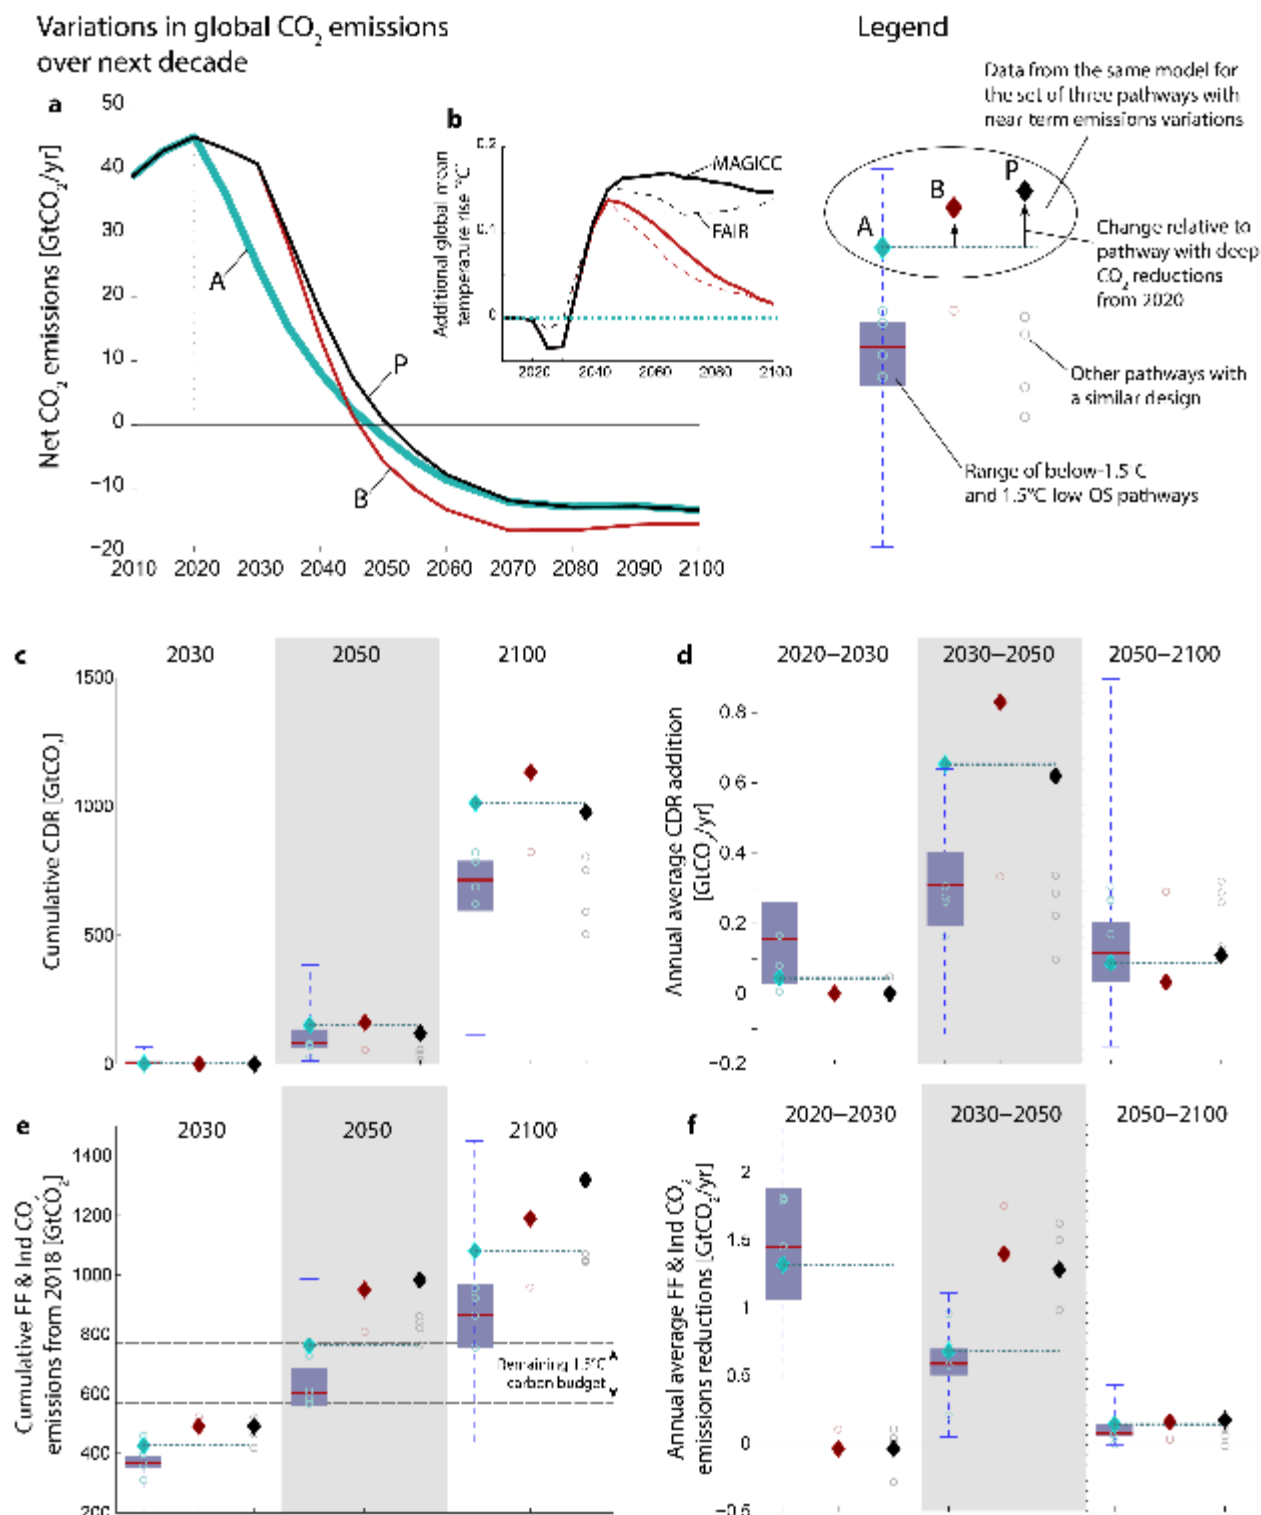 Variations in global CO₂ emissions
over next decade
Legend
a
Net CO₂ emissions [GtCO₂/yr]
50
40
30
20
10
0
−10
−20
2010 2020 2030 2040 2050 2060 2070 2080 2090 2100
A
P
B
b
Additional global mean
temperature rise °C
0.2
0.1
0
2020 2040 2060 2080 2100
MAGICC
FAIR
Data from the same model for
the set of three pathways with
near term emissions variations
A
B
P
Change relative to
pathway with deep
CO₂ reductions
from 2020
Other pathways with
a similar design
Range of below-1.5°C
and 1.5°C low OS pathways
c
2030 2050 2100
Cumulative CDR [GtCO₂]
1500
1000
500
0
d
2020−2030 2030−2050 2050−2100
Annual average CDR addition
[GtCO₂/yr]
0.8
0.6
0.4
0.2
0
−0.2
e
2030 2050 2100
Cumulative FF & Ind CO₂
emissions from 2018 [GtCO₂]
1400
1200
1000
800
600
400
200
Remaining 1.5°C
carbon budget
f
2020−2030 2030−2050 2050−2100
Annual average FF & Ind CO₂
emissions reductions [GtCO₂/yr]
2
1.5
1
0.5
0
−0.5